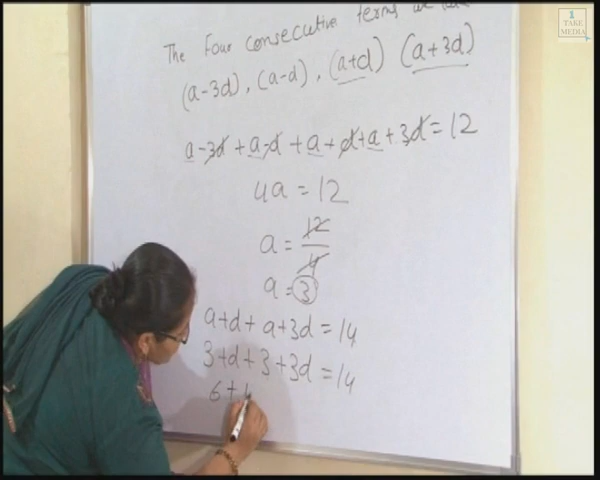 The four consecutive terms
(a-3d), (a-d), (a+d) (a+3d)
a-3d+a-d+a+d+a+3d=12
4a=12
a=12/4
a=3
a+d+a+3d=14
3+d+3+3d=14
6+4
TAKE
MEDIA